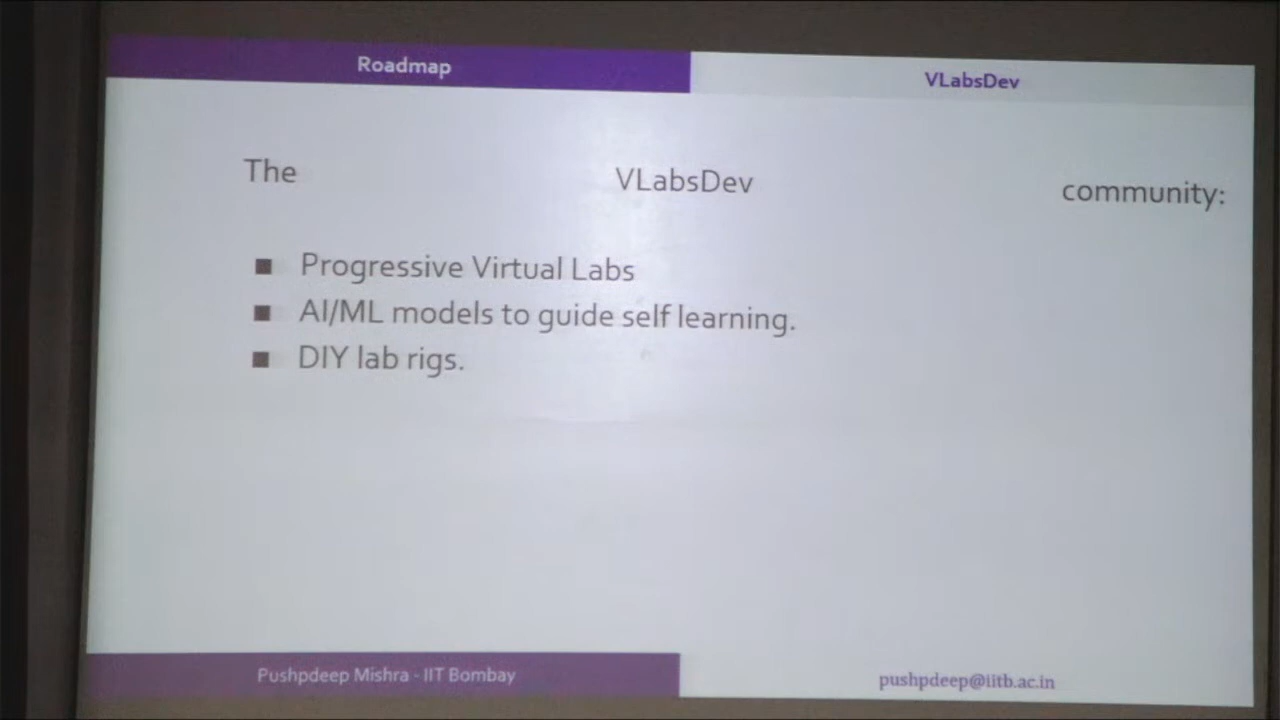 Roadmap
VLabsDev
The VLabsDev community:
■ Progressive Virtual Labs
■ AI/ML models to guide self learning.
■ DIY lab rigs.
Pushpdeep Mishra - IIT Bombay
pushpdeep@iitb.ac.in